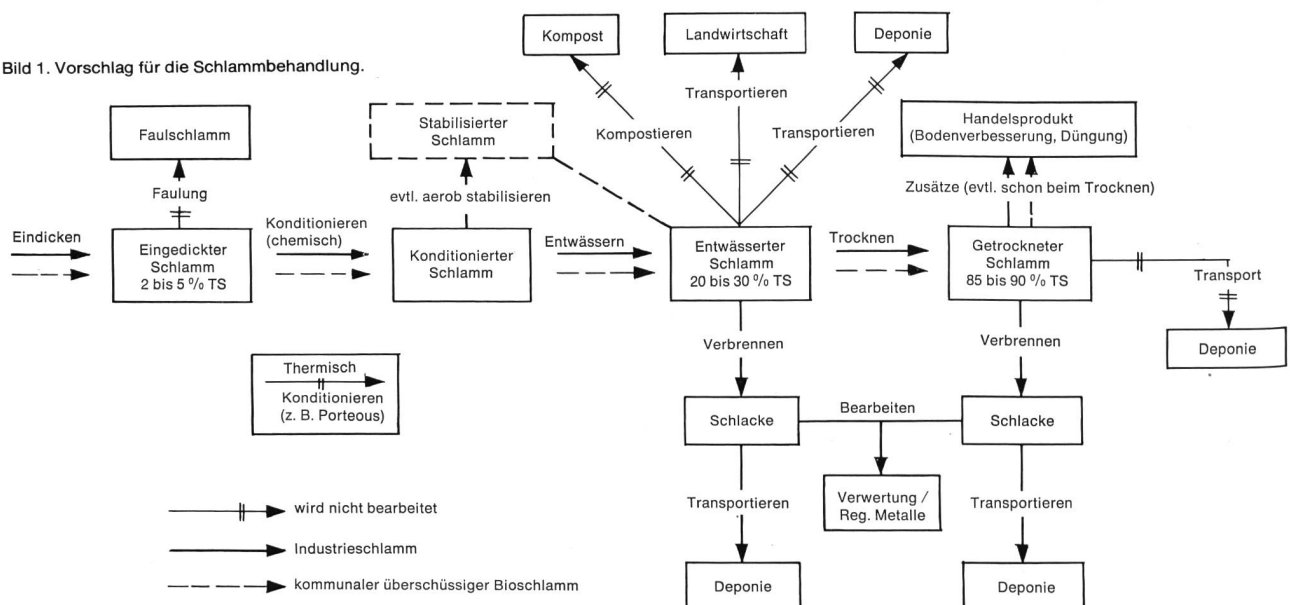 Bild 1. Vorschlag für die Schlammbehandlung.
Kompost
Landwirtschaft
Deponie
Transportieren
Kompostieren
Transportieren
Faulschlamm
Stabilisierter
Schlamm
Handelsprodukt
(Bodenverbesserung, Düngung)
Faulung
evtl. aerob stabilisieren
Zusätze (evtl. schon beim Trocknen)
Eindicken
Eingedickter
Schlamm
2 bis 5 % TS
Konditionieren
(chemisch)
Konditionierter
Schlamm
Entwässern
Entwässerter
Schlamm
20 bis 30 % TS
Trocknen
Getrockneter
Schlamm
85 bis 90 % TS
Transport
Deponie
Verbrennen
Verbrennen
Thermisch
Konditionieren
(z. B. Porteous)
Schlacke
Bearbeiten
Schlacke
Transportieren
Verwertung /
Reg. Metalle
Transportieren
Deponie
Deponie
wird nicht bearbeitet
Industrieschlamm
kommunaler überschüssiger Bioschlamm